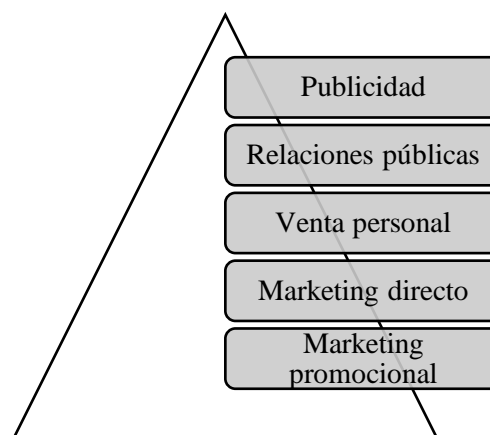 Publicidad
Relaciones públicas
Venta personal
Marketing directo
Marketing
promocional